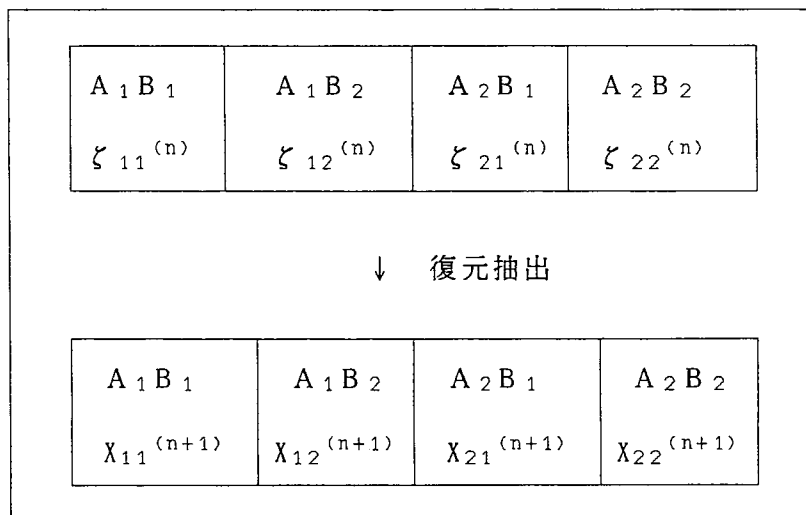 A₁B₁ A₁B₂ A₂B₁ A₂B₂
ζ₁₁⁽ⁿ⁾ ζ₁₂⁽ⁿ⁾ ζ₂₁⁽ⁿ⁾ ζ₂₂⁽ⁿ⁾
↓ 復元抽出
A₁B₁ A₁B₂ A₂B₁ A₂B₂
X₁₁⁽ⁿ⁺¹⁾ X₁₂⁽ⁿ⁺¹⁾ X₂₁⁽ⁿ⁺¹⁾ X₂₂⁽ⁿ⁺¹⁾